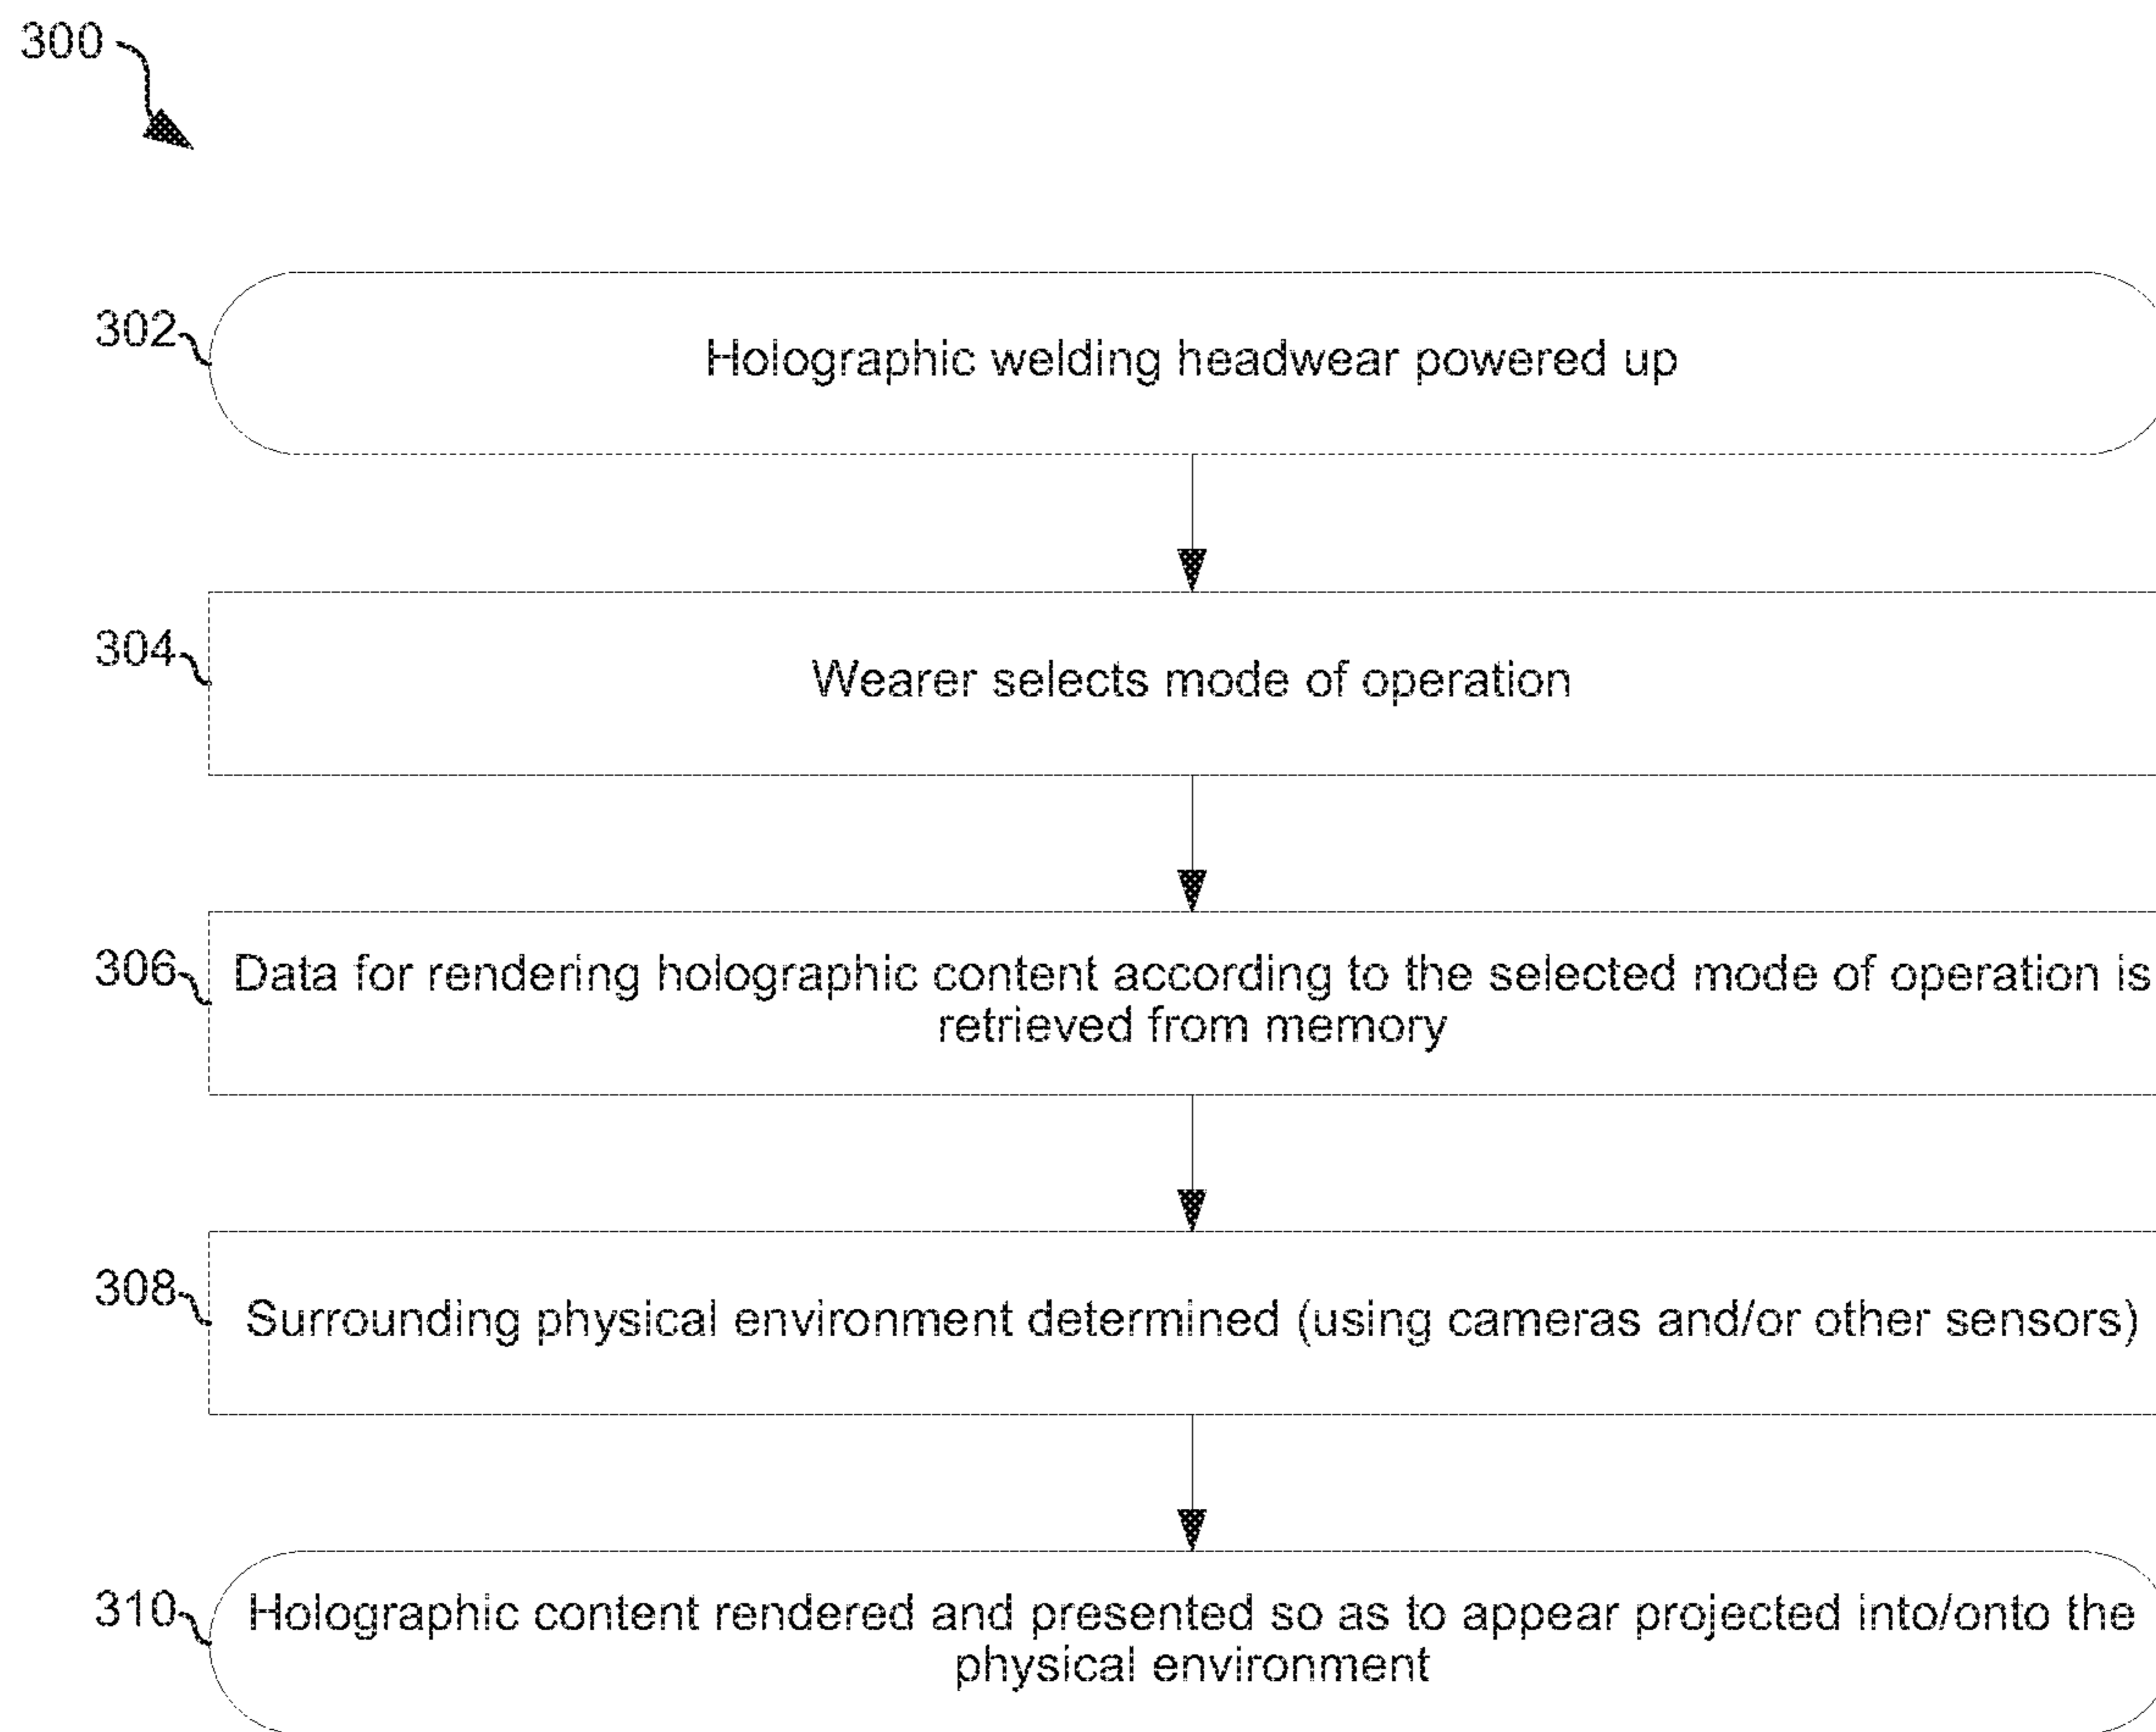 300
302
Holographic welding headwear powered up
304
Wearer selects mode of operation
306
Data for rendering holographic content according to the selected mode of operation is
retrieved from memory
308
Surrounding physical environment determined (using cameras and/or other sensors)
310
Holographic content rendered and presented so as to appear projected into/onto the
physical environment